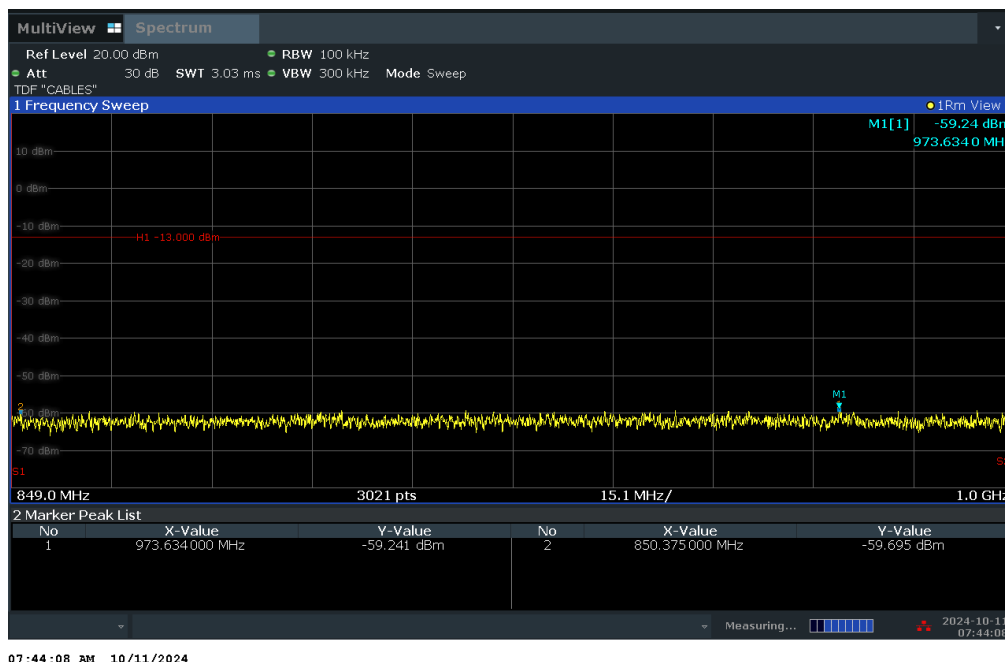 MultiView Spectrum
Ref Level 20.00 dBm RBW 100 kHz
Att 30 dB SWT 3.03 ms VBW 300 kHz Mode Sweep
TDF "CABLES"
1 Frequency Sweep 1Rm View
M1[1] -59.24 dBm
973.6340 MH
10 dBm
0 dBm
-10 dBm
H1 -13.000 dBm
-20 dBm
-30 dBm
-40 dBm
-50 dBm
M1
2
-60 dBm
-70 dBm
S1
849.0 MHz 3021 pts 15.1 MHz/ 1.0 GHz
2 Marker Peak List
No X-Value Y-Value No X-Value Y-Value
1 973.634000 MHz -59.241 dBm 2 850.375000 MHz -59.695 dBm
Measuring... 2024-10-11
07:44:08
07:44:08 AM 10/11/2024